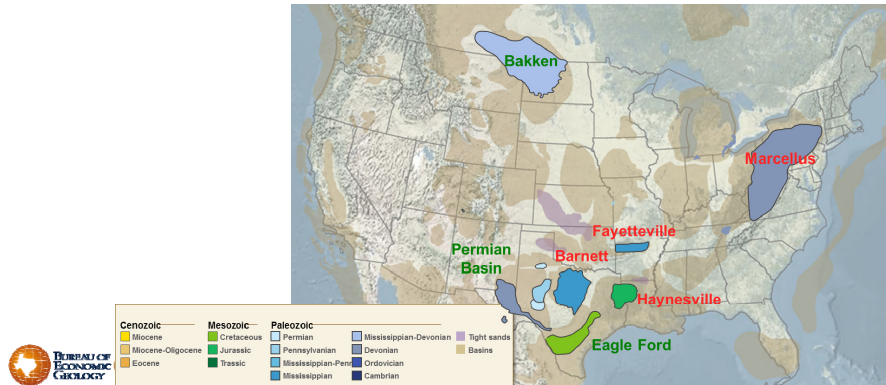 Bakken
Marcellus
Fayetteville
Permian
Basin
Barnett
Haynesville
Eagle Ford
Cenozoic
Miocene
Miocene-Oligocene
Eocene
Mesozoic
Cretaceous
Jurassic
Trassic
Paleozoic
Permian
Pennsylvanian
Mississippian-Penn
Mississippian
Mississippian-Devonian
Devonian
Ordovician
Cambrian
Tight sands
Basins
BUREAU OF
ECONOMIC
GEOLOGY